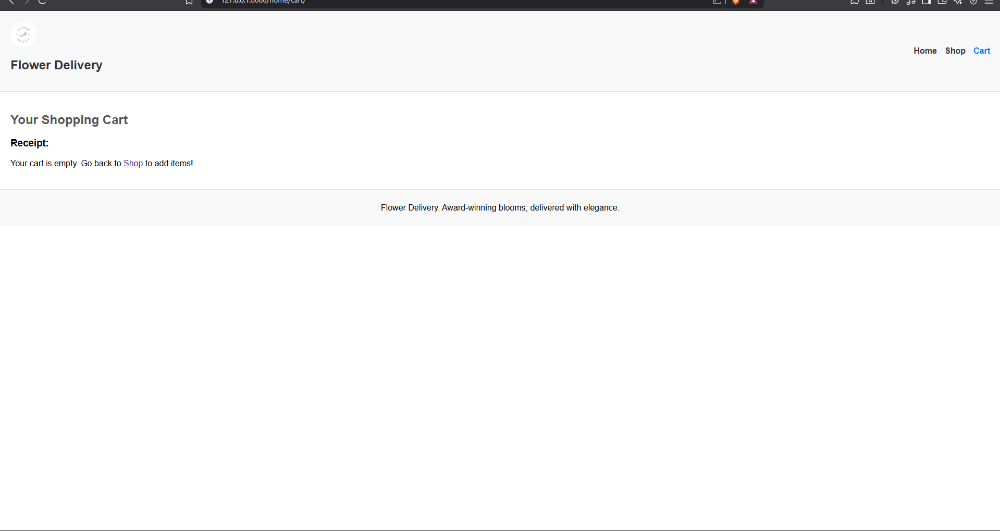 127.0.0.1:8000/home/cart/
Home Shop Cart
Flower Delivery
Your Shopping Cart
Receipt:
Your cart is empty. Go back to Shop to add items!
Flower Delivery. Award-winning blooms, delivered with elegance.